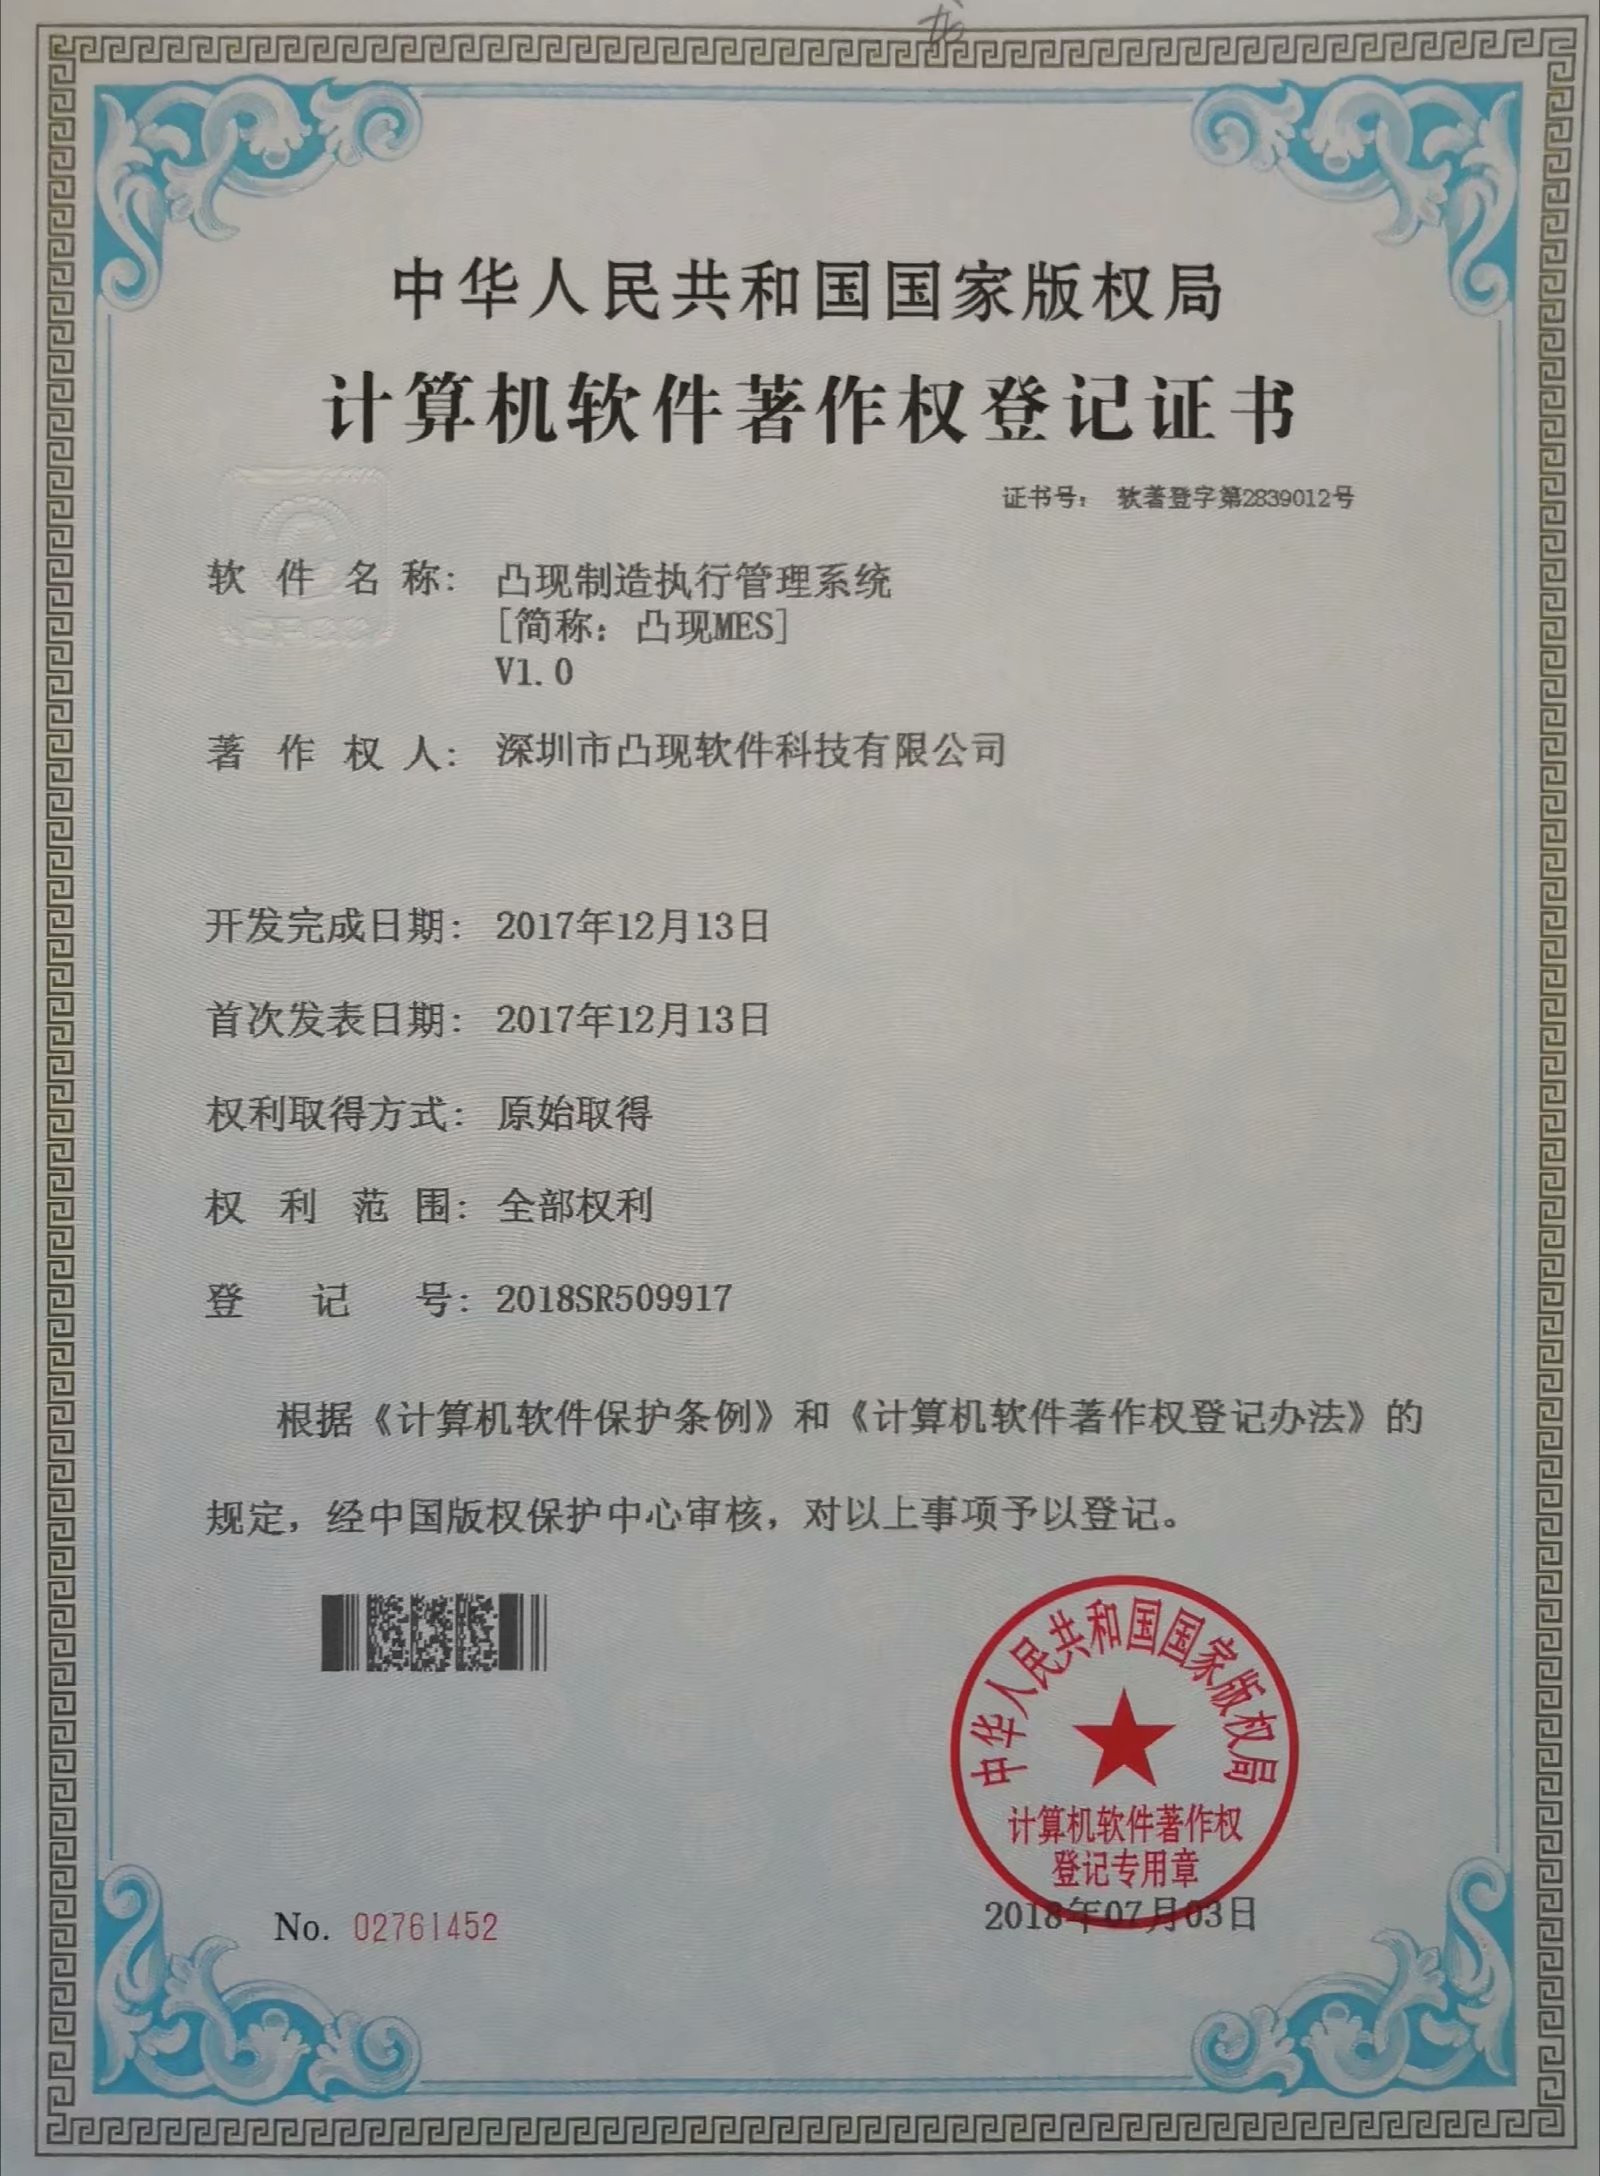 中华人民共和国国家版权局
计算机软件著作权登记证书
证书号： 软著登字第2839012号
软件名称： 凸现制造执行管理系统
[简称：凸现MES]
V1.0
著作权人： 深圳市凸现软件科技有限公司
开发完成日期： 2017年12月13日
首次发表日期： 2017年12月13日
权利取得方式： 原始取得
权利范围： 全部权利
登记号： 2018SR509917
根据《计算机软件保护条例》和《计算机软件著作权登记办法》的
规定，经中国版权保护中心审核，对以上事项予以登记。
中华人民共和国国家版权局
计算机软件著作权
登记专用章
No. 02761452
2018年07月03日